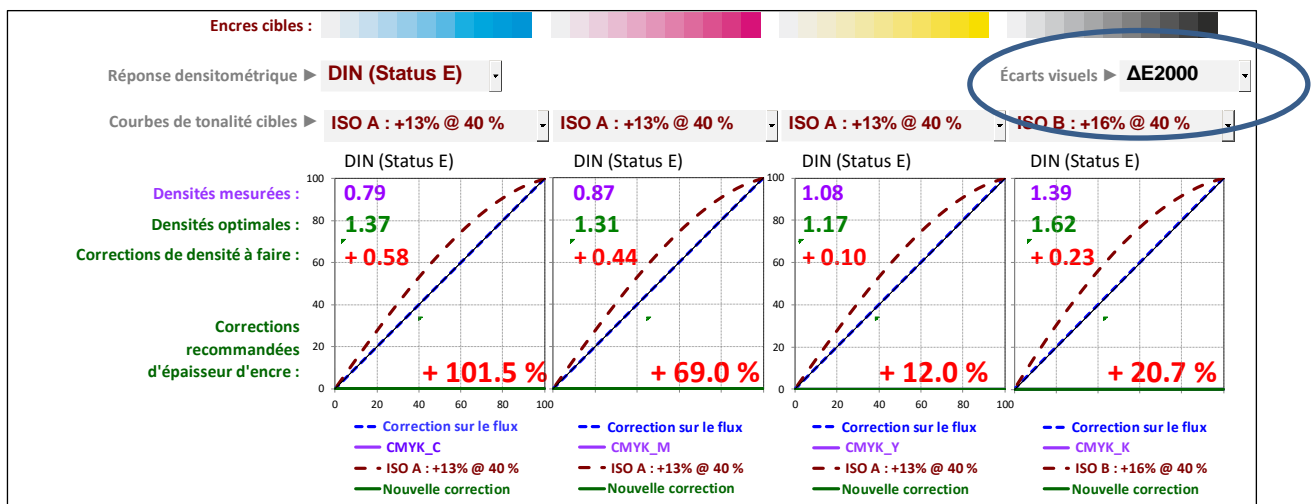 Encres cibles :
Réponse densitométrique ► DIN (Status E) Écarts visuels ► ΔE2000
Courbes de tonalité cibles ► ISO A : +13% @ 40 % ISO A : +13% @ 40 % ISO A : +13% @ 40 % ISO B : +16% @ 40 %
DIN (Status E) DIN (Status E) DIN (Status E) DIN (Status E)
Densités mesurées : 100 0.79 0.87 100 1.08 100 1.39
Densités optimales : 80 1.37 1.31 80 1.17 80 1.62
Corrections de densité à faire : 60 + 0.58 + 0.44 60 + 0.10 60 + 0.23
40 40 40
Corrections
recommandées 20 20 20
d'épaisseur d'encre : + 101.5 % + 69.0 % + 12.0 % + 20.7 %
0 0 0
0 20 40 60 80 100 0 20 40 60 80 100
Correction sur le flux Correction sur le flux Correction sur le flux Correction sur le flux
CMYK_C CMYK_M CMYK_Y CMYK_K
ISO A : +13% @ 40 % ISO A : +13% @ 40 % ISO A : +13% @ 40 % ISO B : +16% @ 40 %
Nouvelle correction Nouvelle correction Nouvelle correction Nouvelle correction